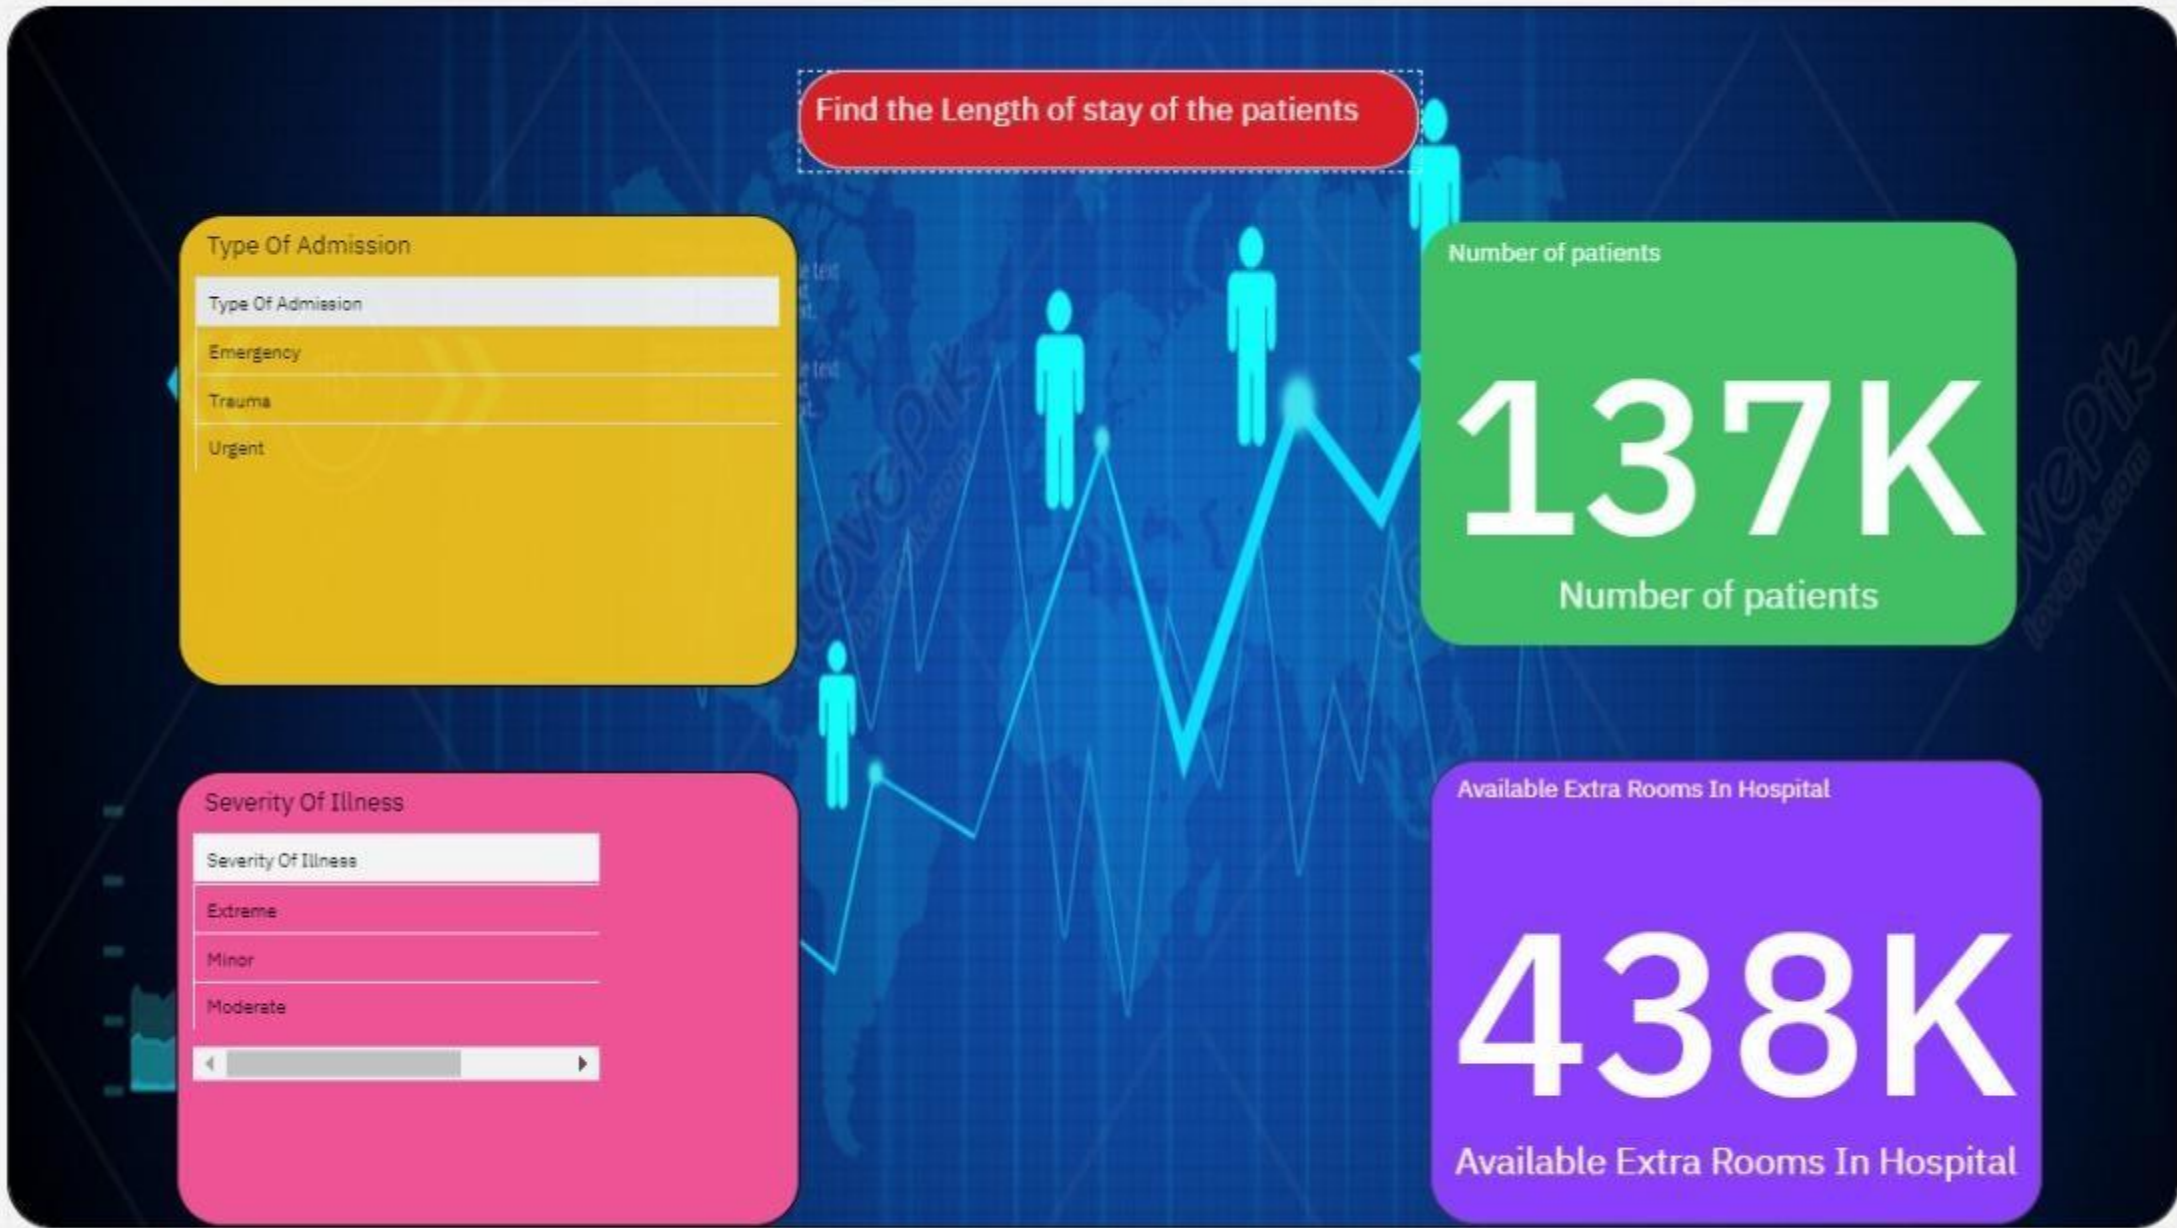 Find the Length of stay of the patients
Type Of Admission
Type Of Admission
Emergency
Trauma
Urgent
Number of patients
137K
Number of patients
Severity Of Illness
Severity Of Illness
Extreme
Minor
Moderate
Available Extra Rooms In Hospital
438K
Available Extra Rooms In Hospital